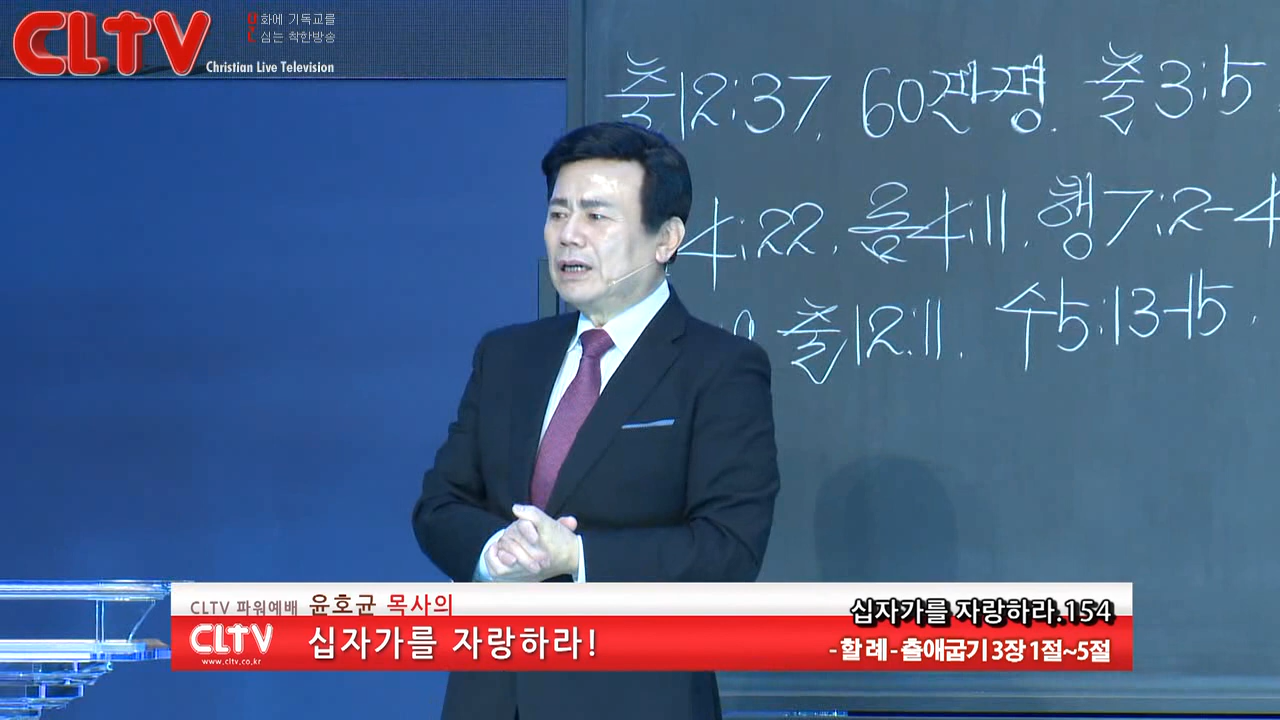 CLTV
문화에 기독교를
심는 착한방송
Christian Live Television
출12:37. 60만명. 출3:5
4:22. 롬4:11. 행7:2-4
출12:11. 수5:13-15.
CLTV 파워예배 윤호균 목사의
십자가를 자랑하라.154
CLTV
www.cltv.co.kr
십자가를 자랑하라!
- 할례 - 출애굽기 3장 1절~5절